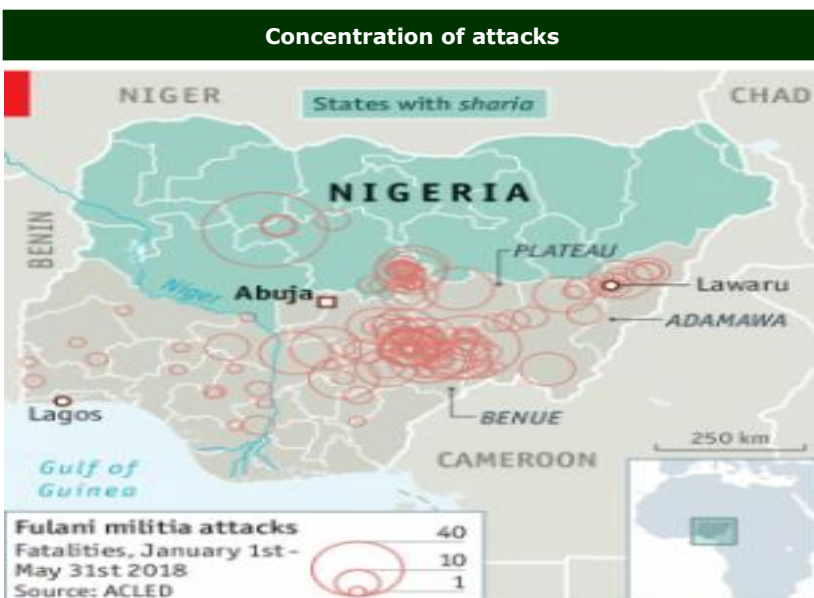 Concentration of attacks
NIGER
States with sharia
CHAD
NIGERIA
BENIN
PLATEAU
Niger
Abuja
Lawaru
ADAMAWA
Lagos
BENUE
250 km
CAMEROON
Gulf of
Guinea
Fulani militia attacks
Fatalities, January 1st-
May 31st 2018
Source: ACLED
40
10
1